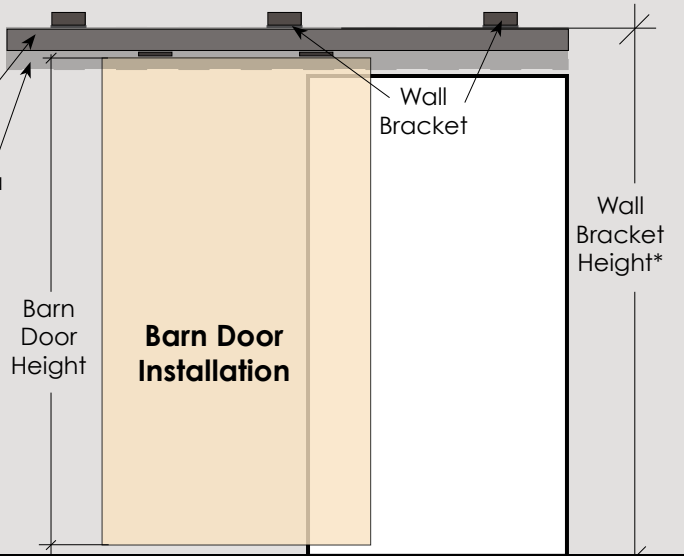 Wall
Bracket
Wall
Bracket
Height*
Barn
Door
Height
Barn Door
Installation